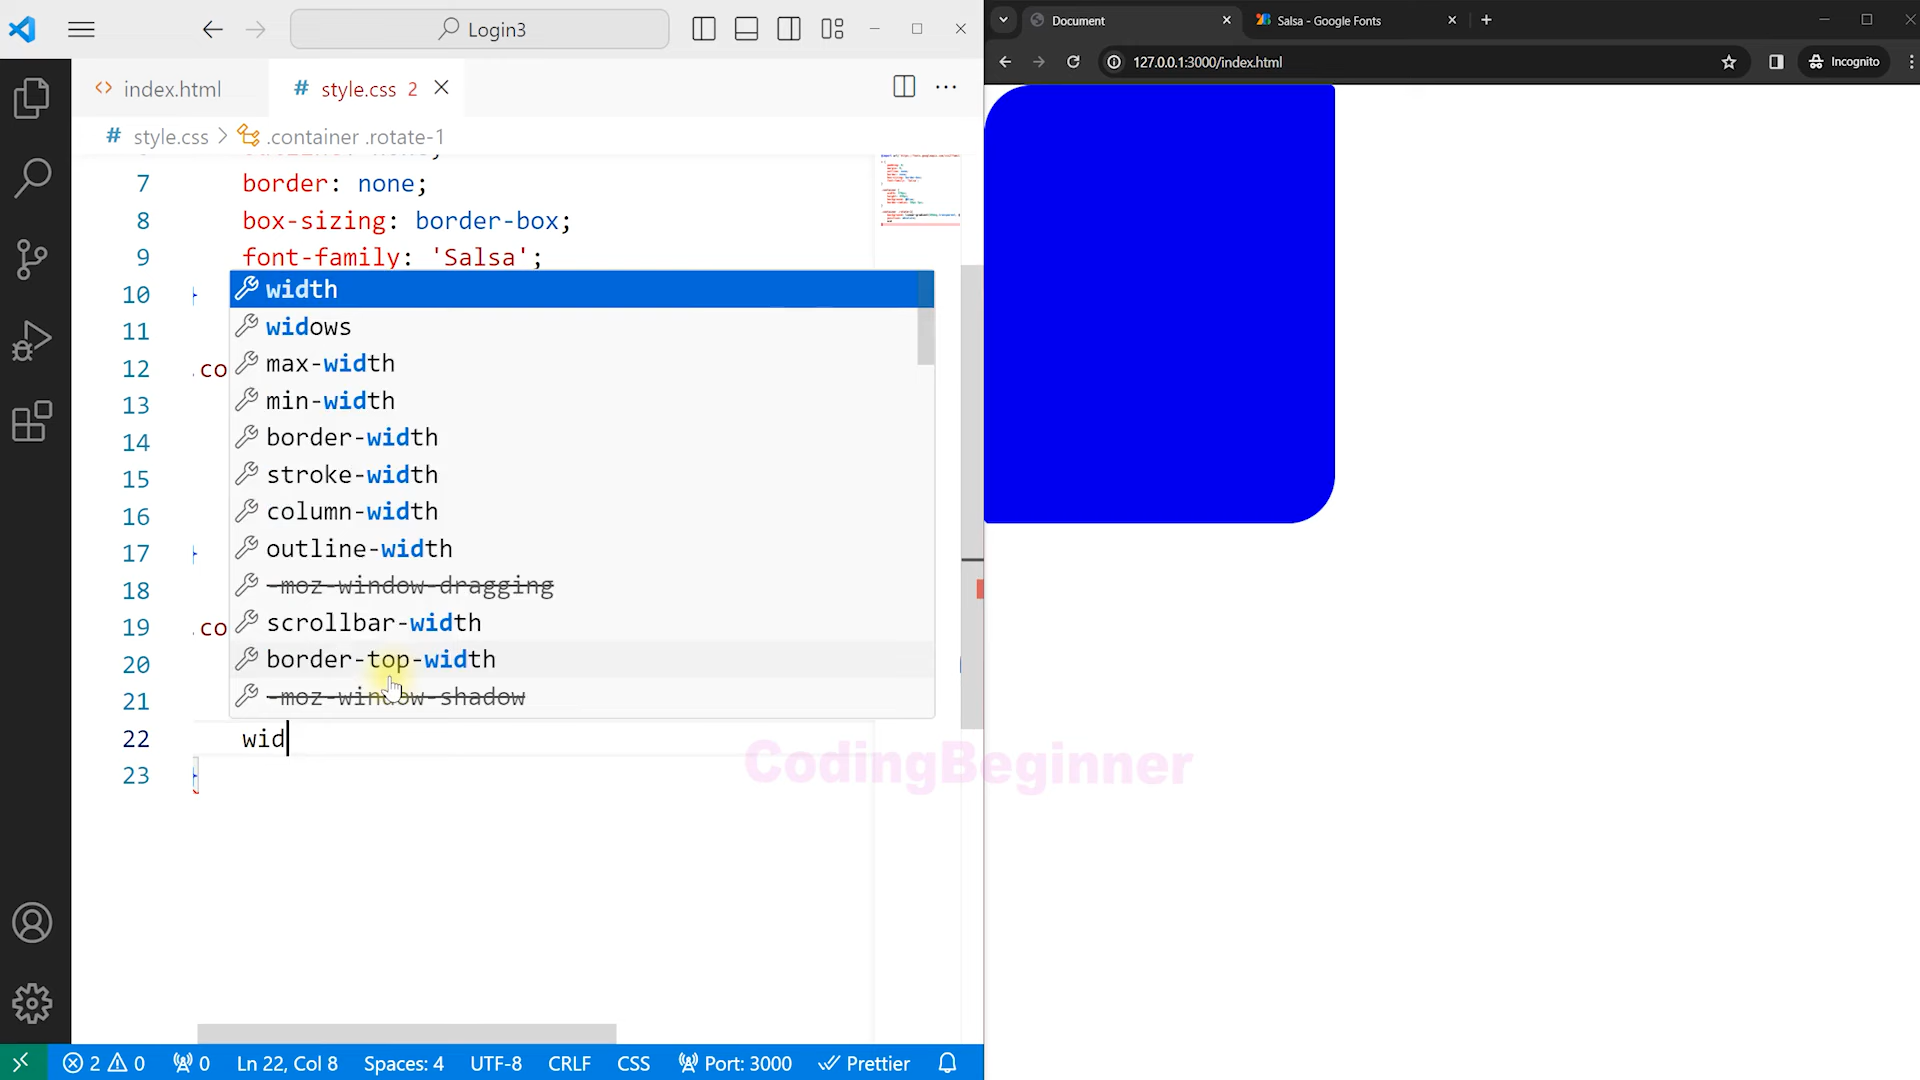 Login3
index.html
# style.css 2
# style.css > .container .rotate-1
7 border: none;
8 box-sizing: border-box;
9 font-family: 'Salsa';
10 }
width
11
widows
12 .co
max-width
13
min-width
14
border-width
15
stroke-width
16
column-width
17 }
outline-width
18
-moz-window-dragging
19 .co
scrollbar-width
20
border-top-width
21
-moz-window-shadow
22 wid
23 }
2 0
0
Ln 22, Col 8
Spaces: 4
UTF-8
CRLF
CSS
Port: 3000
Prettier
Document
Salsa - Google Fonts
127.0.0.1:3000/index.html
Incognito
CodingBeginner